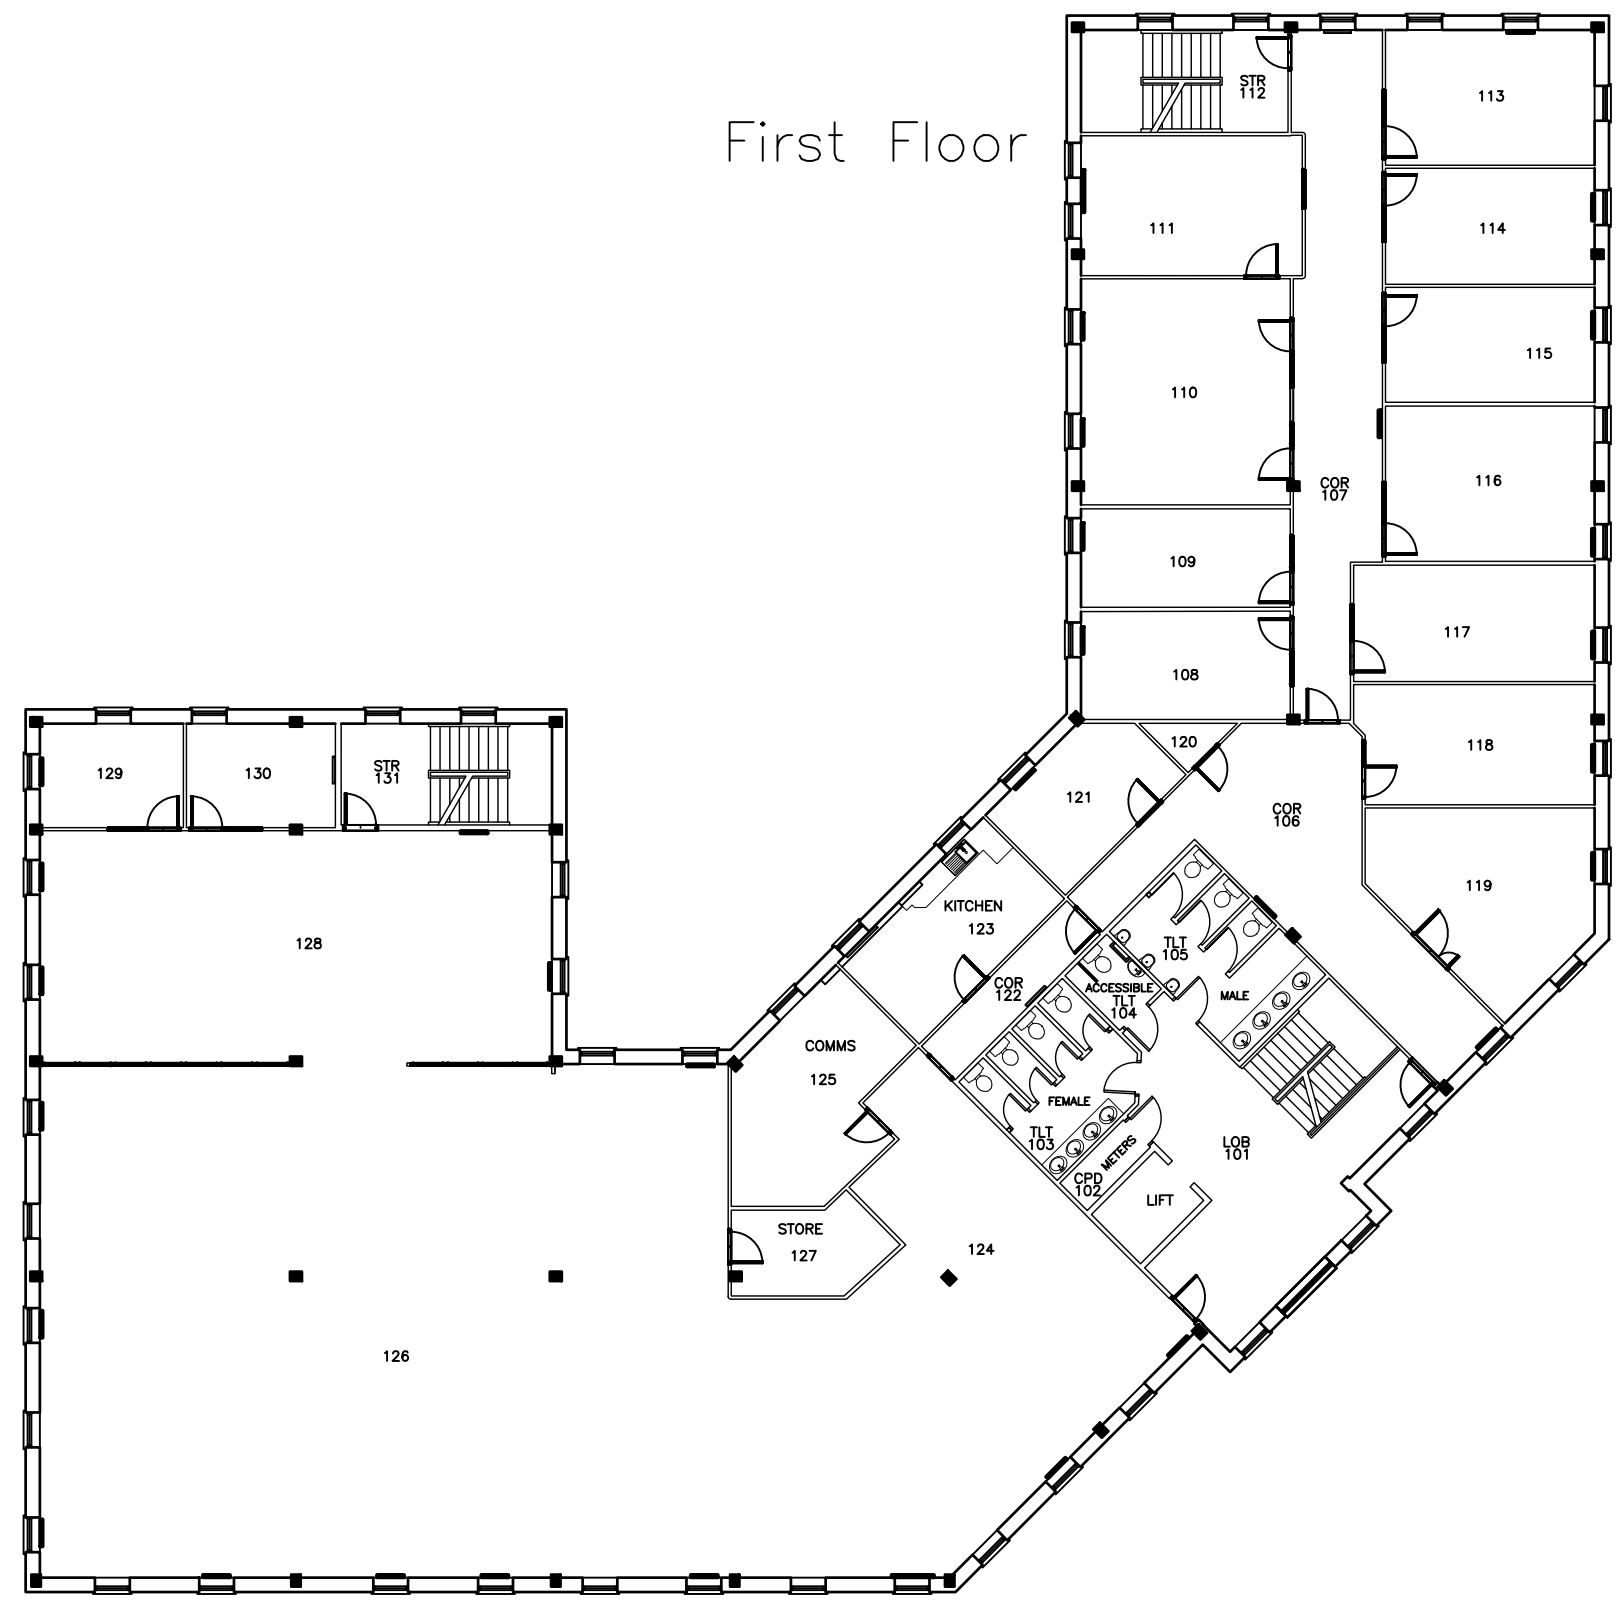 First Floor
STR
112
113
111
114
115
110
116
COR
107
109
117
108
118
120
121
COR
106
119
129
130
STR
131
128
KITCHEN
123
TLT
105
COR
122
ACCESSIBLE
TLT
104
MALE
COMMS
125
FEMALE
TLT
103
METERS
CPD
102
LOB
101
LIFT
STORE
127
124
126